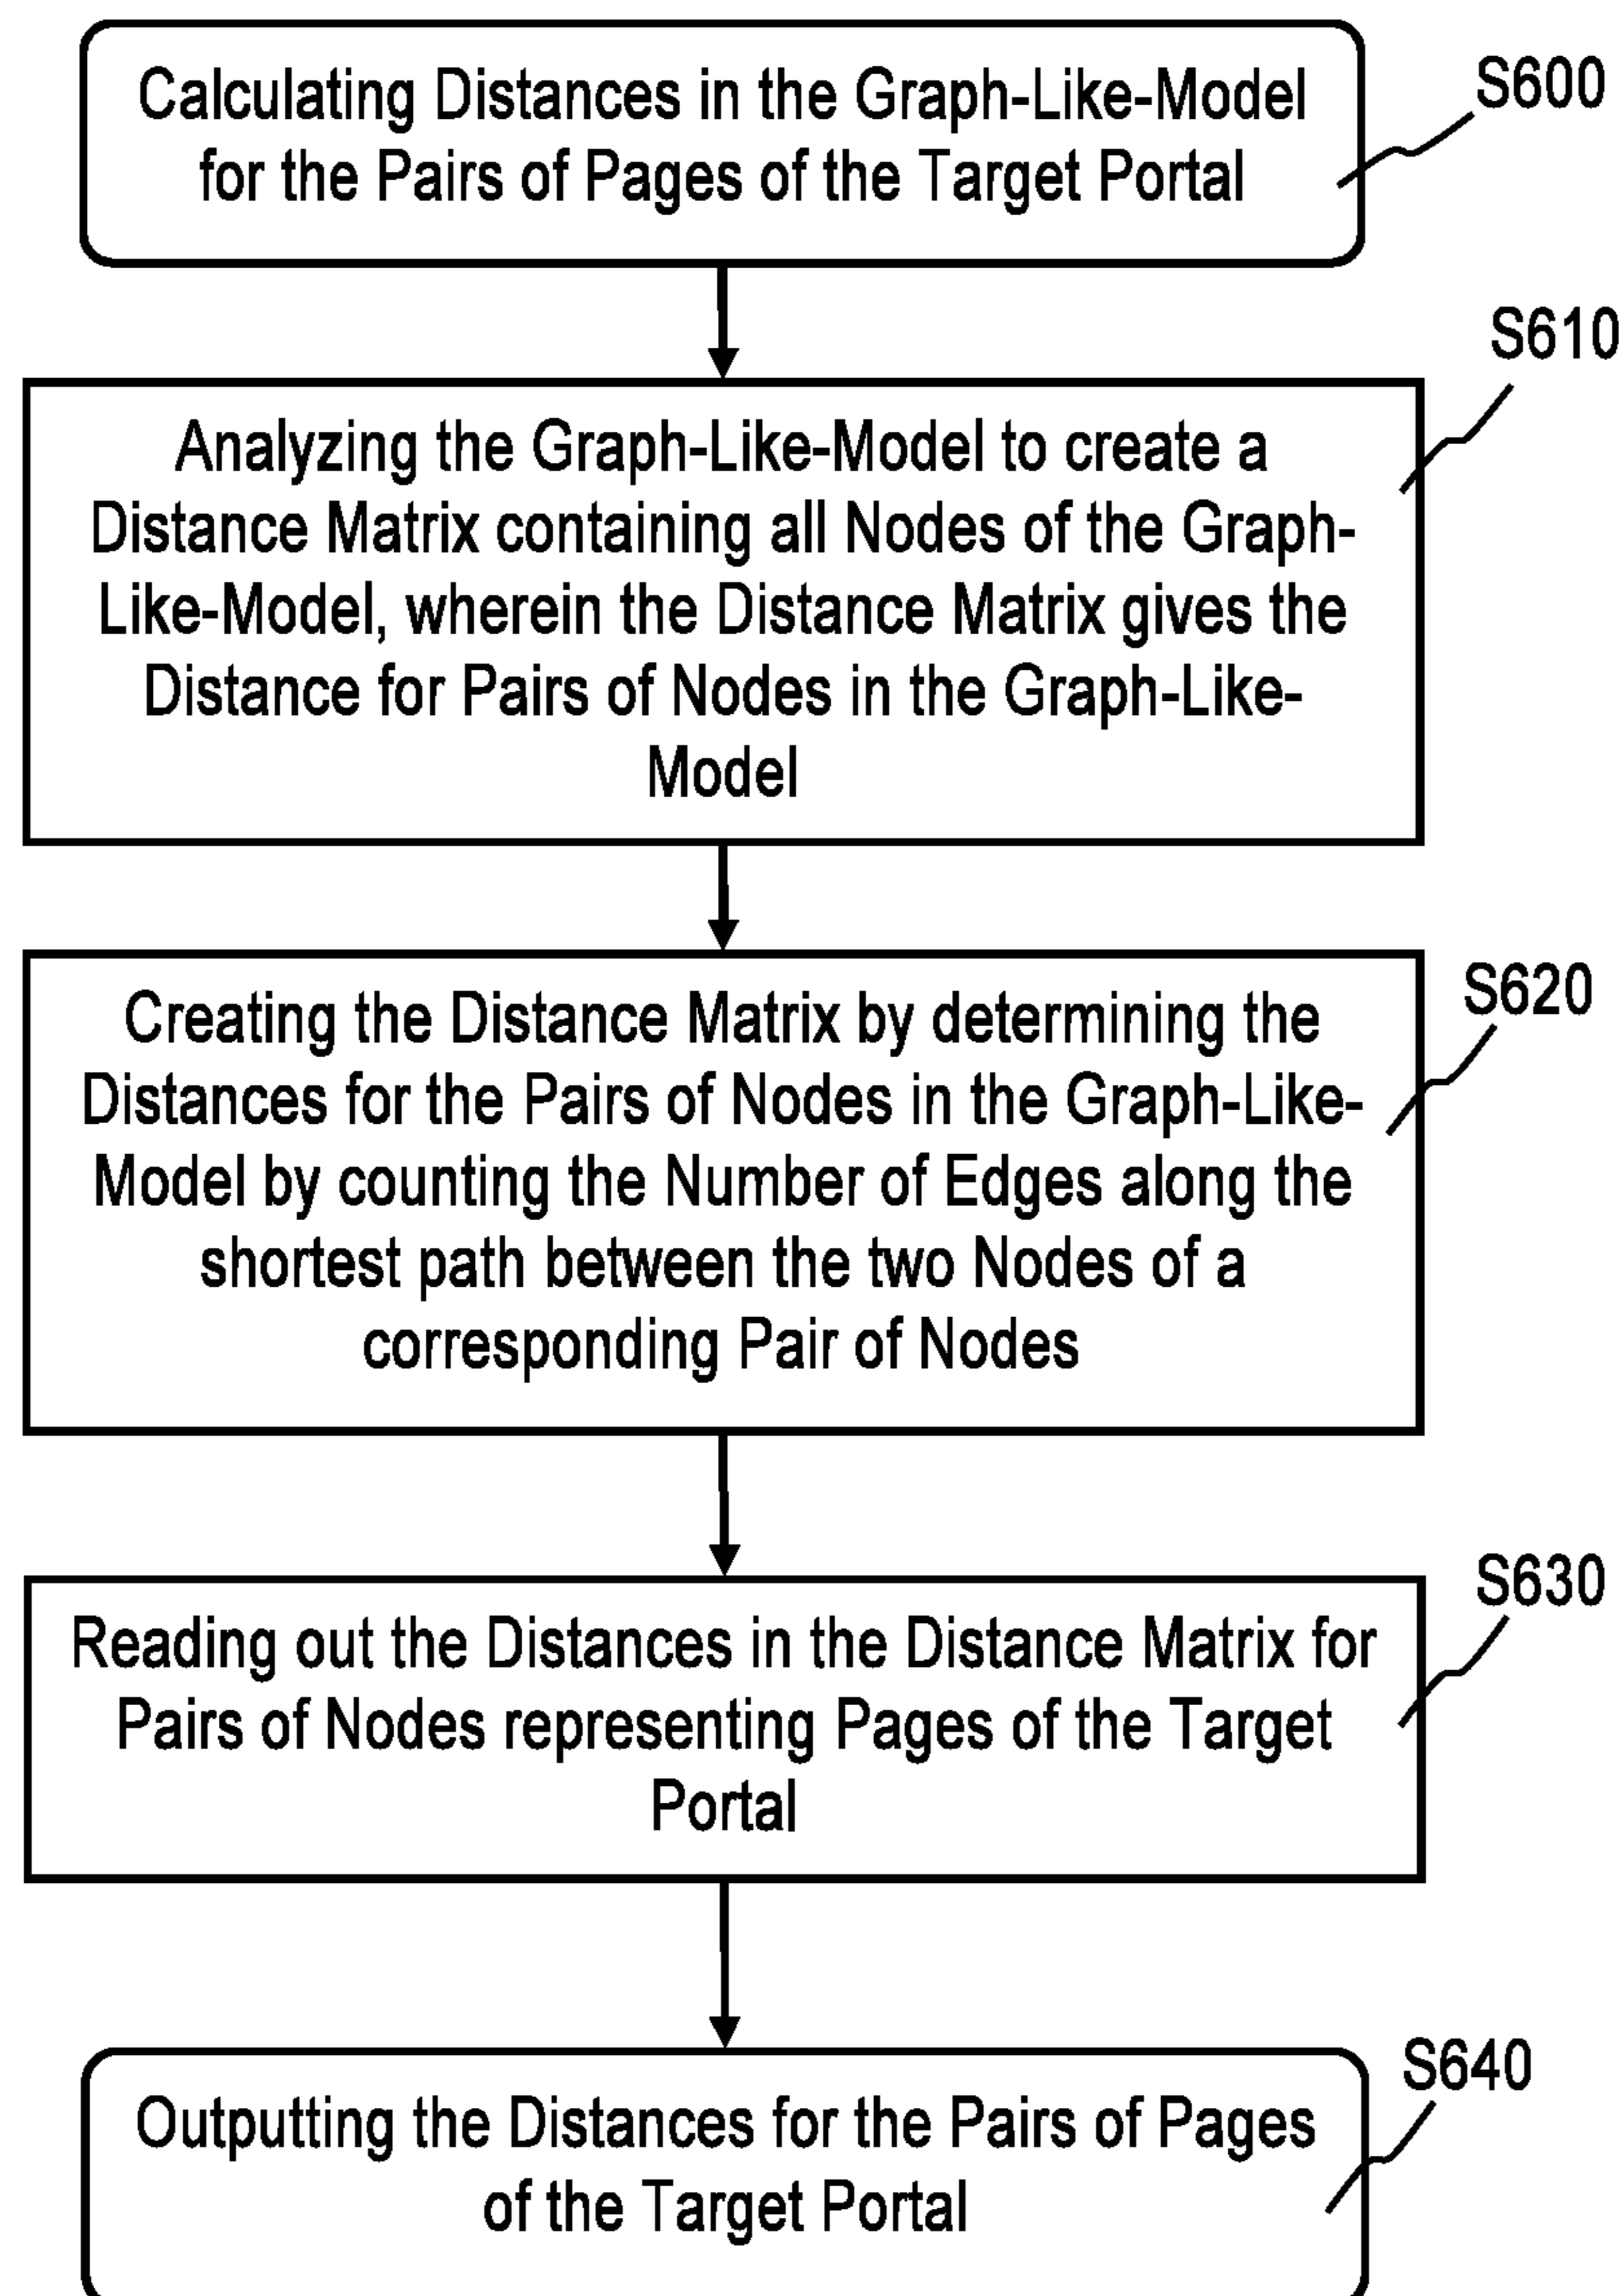 Calculating Distances in the Graph-Like-Model
for the Pairs of Pages of the Target Portal
S600
S610
Analyzing the Graph-Like-Model to create a
Distance Matrix containing all Nodes of the Graph-
Like-Model, wherein the Distance Matrix gives the
Distance for Pairs of Nodes in the Graph-Like-
Model
S620
Creating the Distance Matrix by determining the
Distances for the Pairs of Nodes in the Graph-Like-
Model by counting the Number of Edges along the
shortest path between the two Nodes of a
corresponding Pair of Nodes
S630
Reading out the Distances in the Distance Matrix for
Pairs of Nodes representing Pages of the Target
Portal
S640
Outputting the Distances for the Pairs of Pages
of the Target Portal